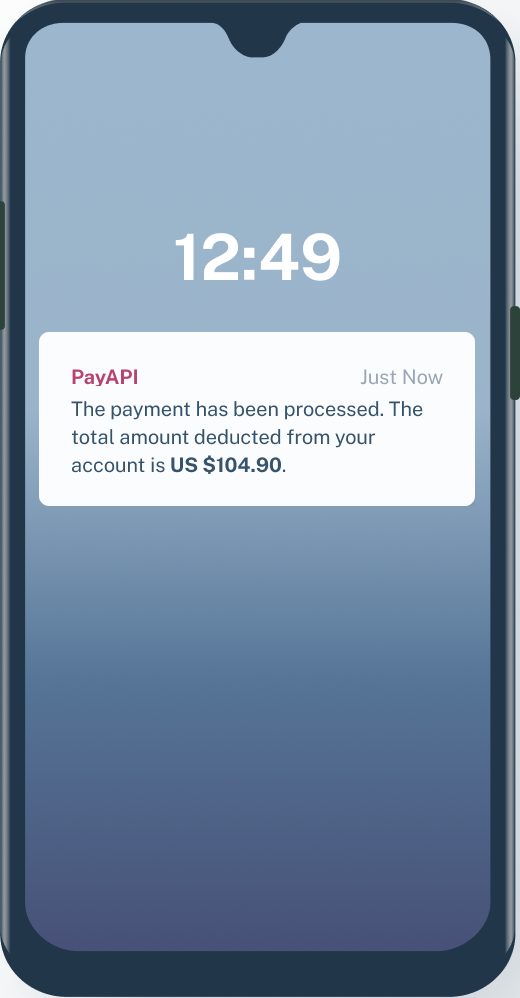 12:49
PayAPI Just Now
The payment has been processed. The
total amount deducted from your
account is US $104.90.